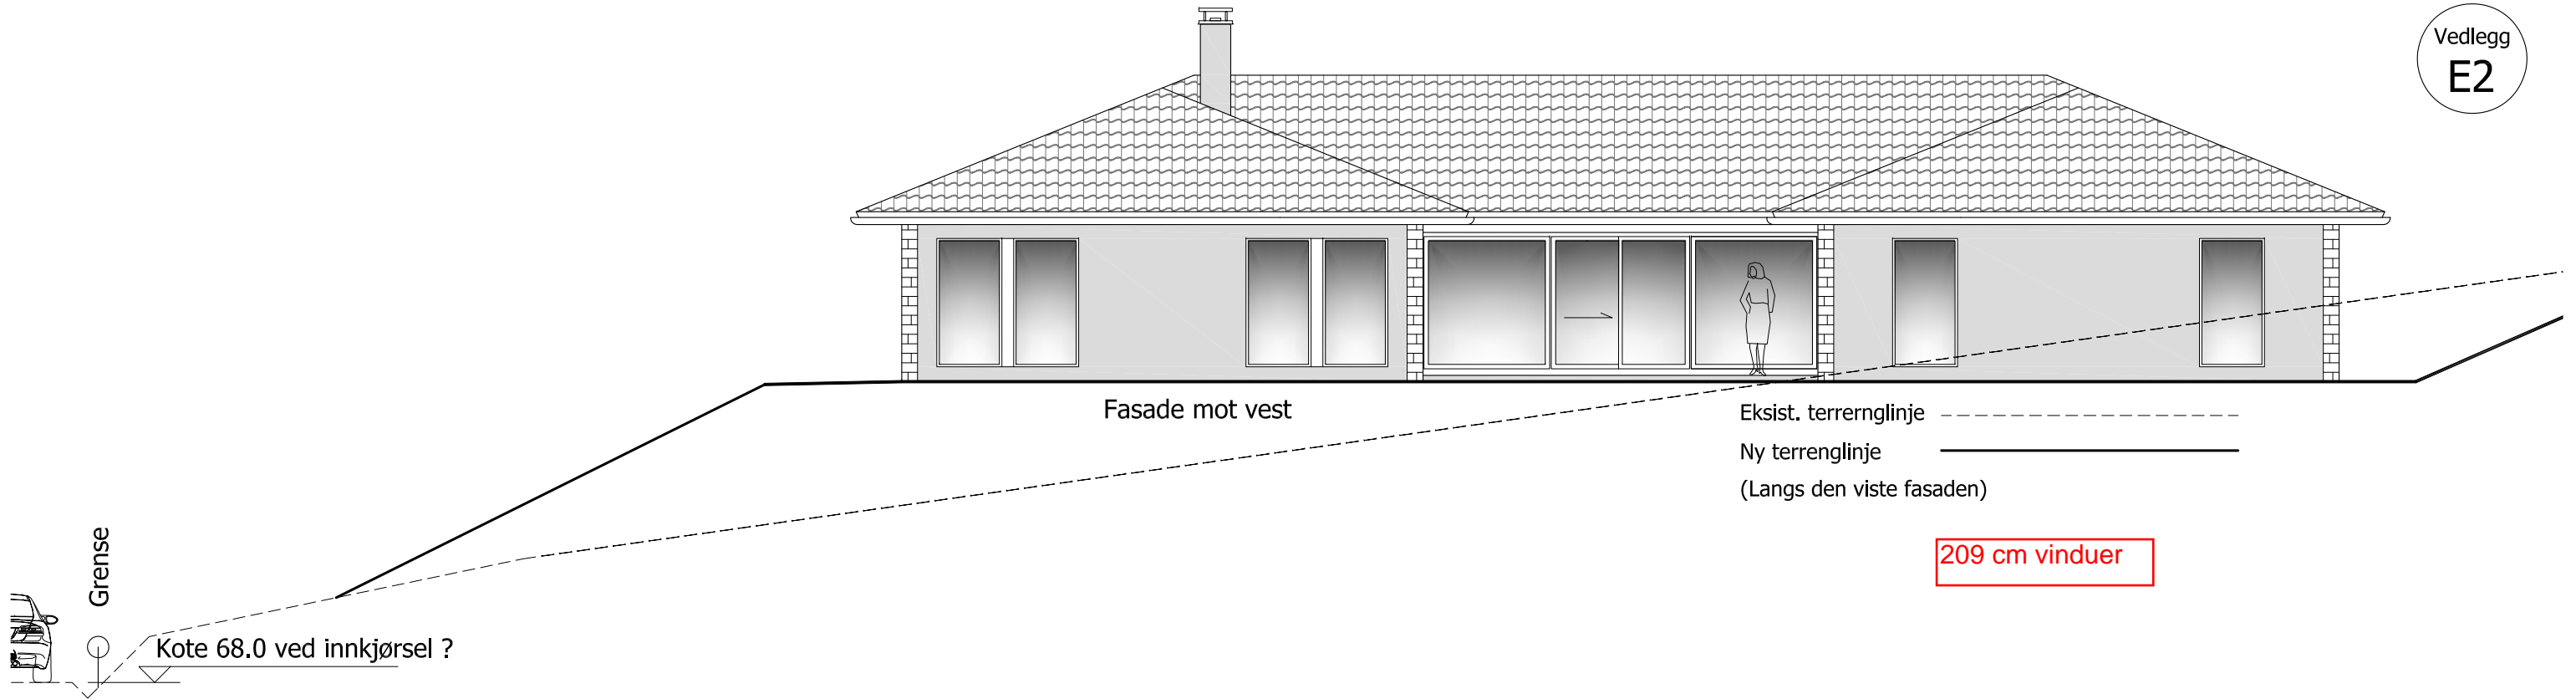 Vedlegg
E2
Fasade mot vest
Eksist. terrernglinje
Ny terrenglinje
(Langs den viste fasaden)
209 cm vinduer
Grense
Kote 68.0 ved innkjørsel ?